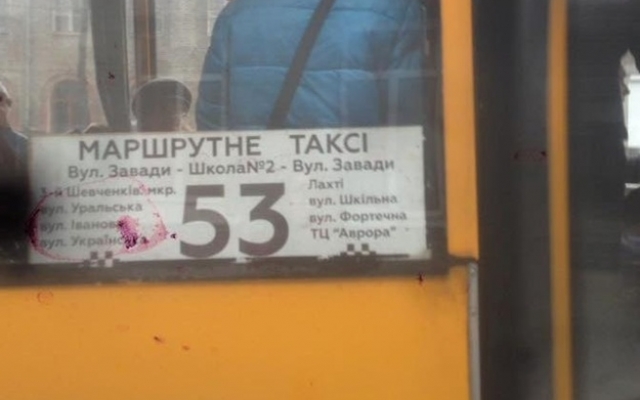 МАРШРУТНЕ ТАКСІ
Вул. Завади - Школа№2 - Вул. Завади
3-й Шевченківс. мкр.
вул. Уральська
вул. Іванова
вул. Українська
53
Лахті
вул. Шкільна
вул. Фортечна
ТЦ "Аврора"